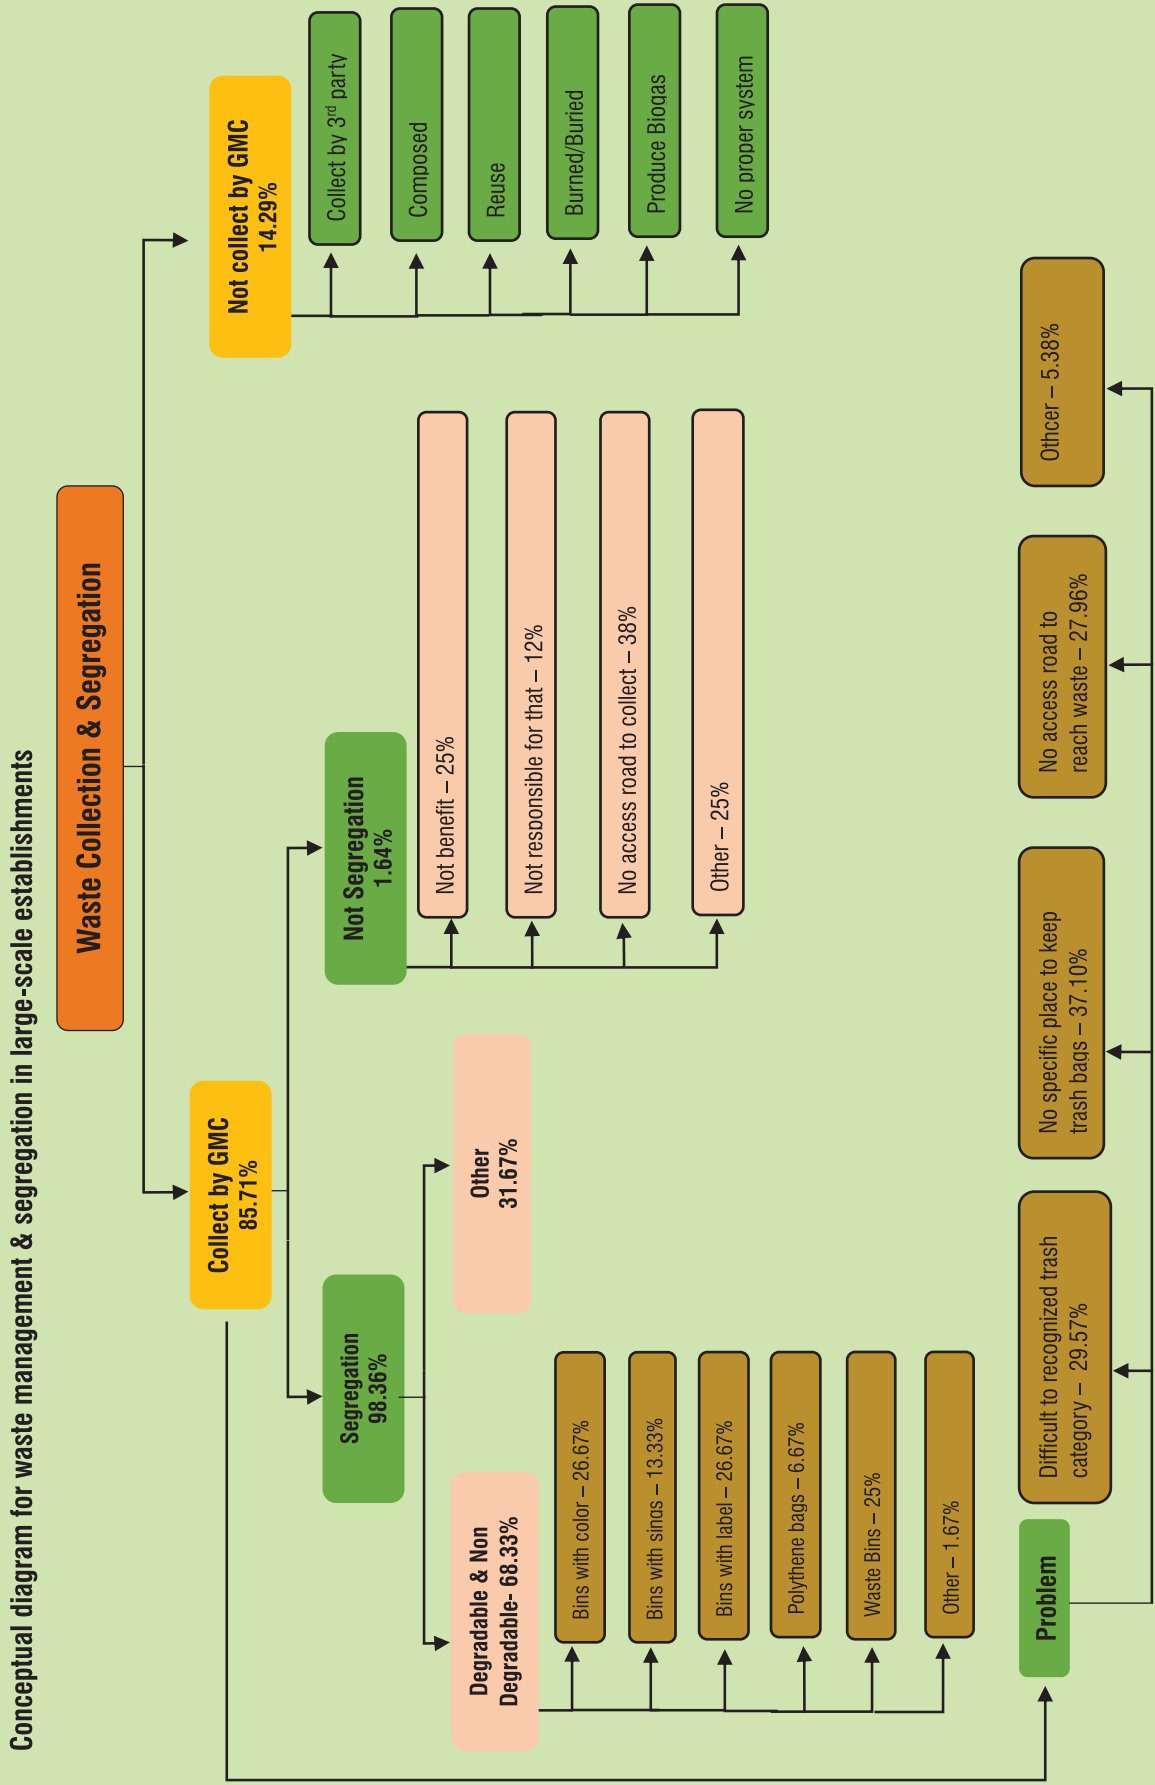 Conceptual diagram for waste management & segregation in large-scale establishments
Waste Collection & Segregation
Collect by GMC
85.71%
Not collect by GMC
14.29%
Segregation
98.36%
Not Segregation
1.64%
Degradable & Non
Degradable- 68.33%
Other
31.67%
Bins with color – 26.67%
Bins with sings – 13.33%
Bins with label – 26.67%
Polythene bags – 6.67%
Waste Bins – 25%
Other – 1.67%
Not benefit – 25%
Not responsible for that – 12%
No access road to collect – 38%
Other – 25%
Collect by 3rd party
Composed
Reuse
Burned/Buried
Produce Biogas
No proper system
Problem
Difficult to recognized trash
category – 29.57%
No specific place to keep
trash bags – 37.10%
No access road to
reach waste – 27.96%
Othcer – 5.38%